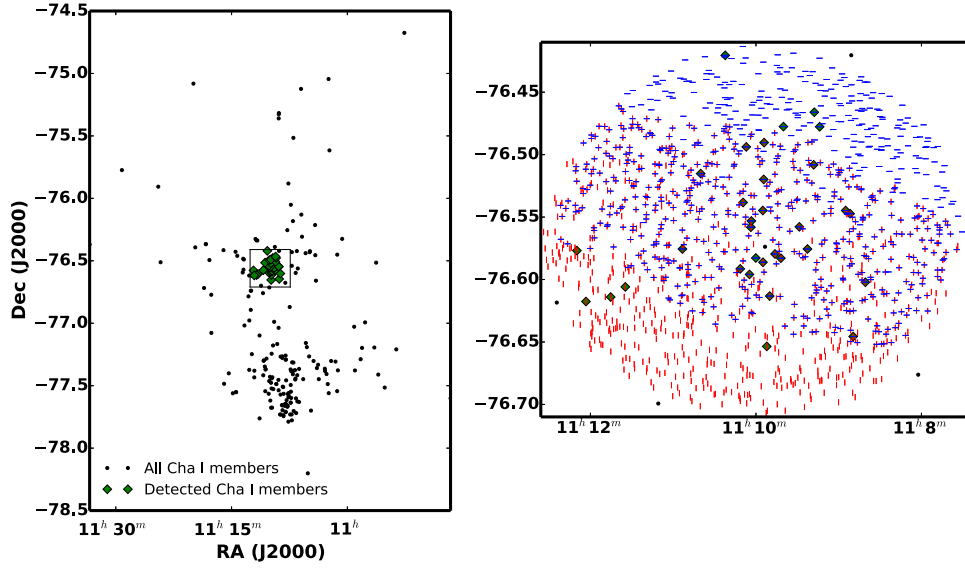 −74.5
−75.0
−75.5
−76.0
−76.5
−77.0
−77.5
−78.0
−78.5
Dec (J2000)
All Cha I members
Detected Cha I members
11ʰ 30ᵐ
11ʰ 15ᵐ
11ʰ
RA (J2000)
−76.45
−76.50
−76.55
−76.60
−76.65
−76.70
11ʰ 12ᵐ
11ʰ 10ᵐ
11ʰ 8ᵐ